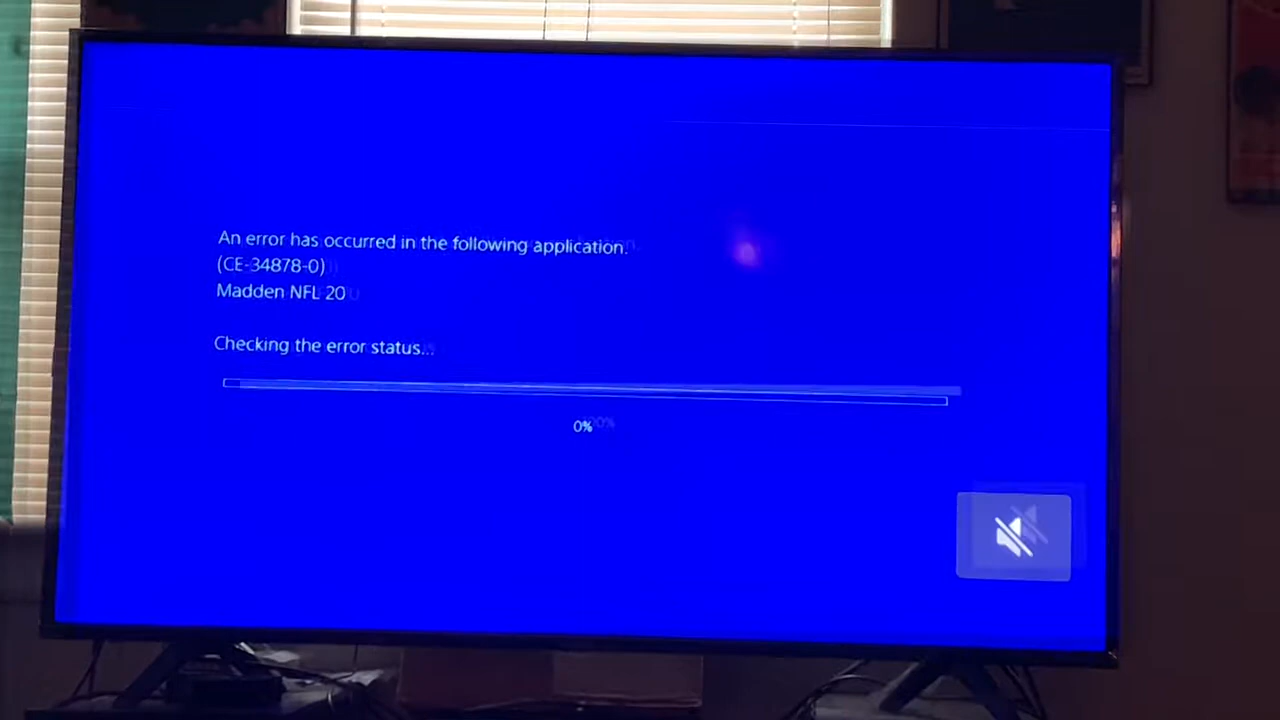 An error has occurred in the following application.
(CE-34878-0)
Madden NFL 20
Checking the error status...
0%